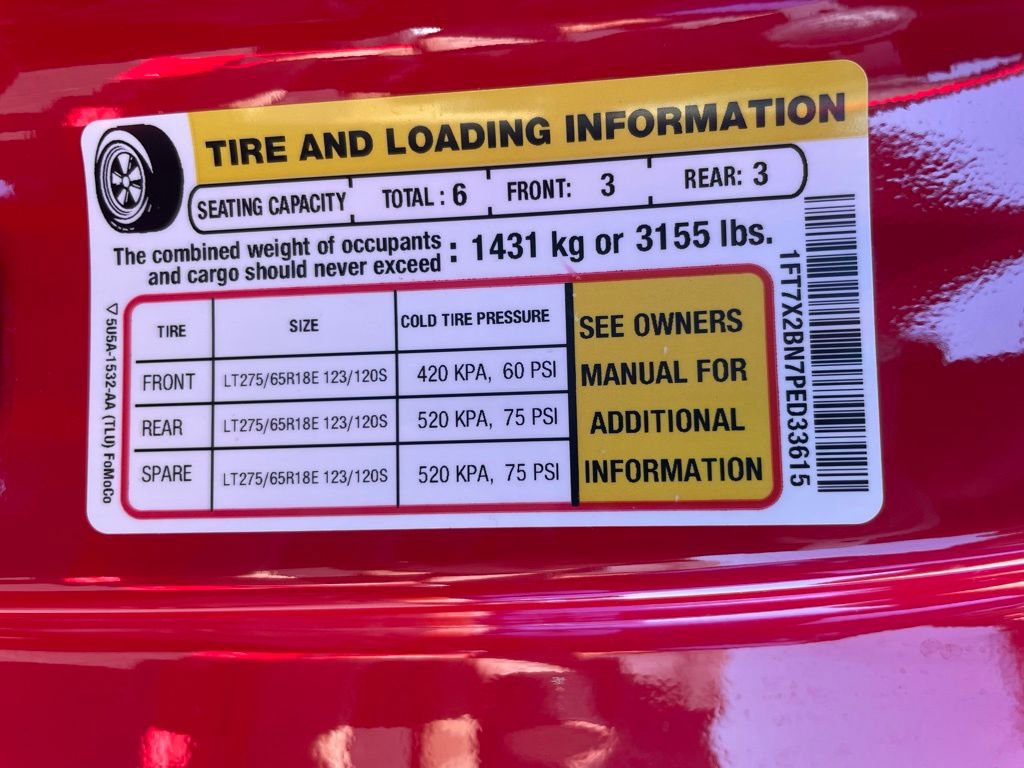 TIRE AND LOADING INFORMATION
SEATING CAPACITY TOTAL : 6 FRONT: 3 REAR: 3
The combined weight of occupants
and cargo should never exceed : 1431 kg or 3155 lbs.
TIRE SIZE COLD TIRE PRESSURE
FRONT LT275/65R18E 123/120S 420 KPA, 60 PSI
REAR LT275/65R18E 123/120S 520 KPA, 75 PSI
SPARE LT275/65R18E 123/120S 520 KPA, 75 PSI
SEE OWNERS
MANUAL FOR
ADDITIONAL
INFORMATION
▽ 5U5A-1532-AA (TLU) FoMoCo
1FT7X2BN7PED33615